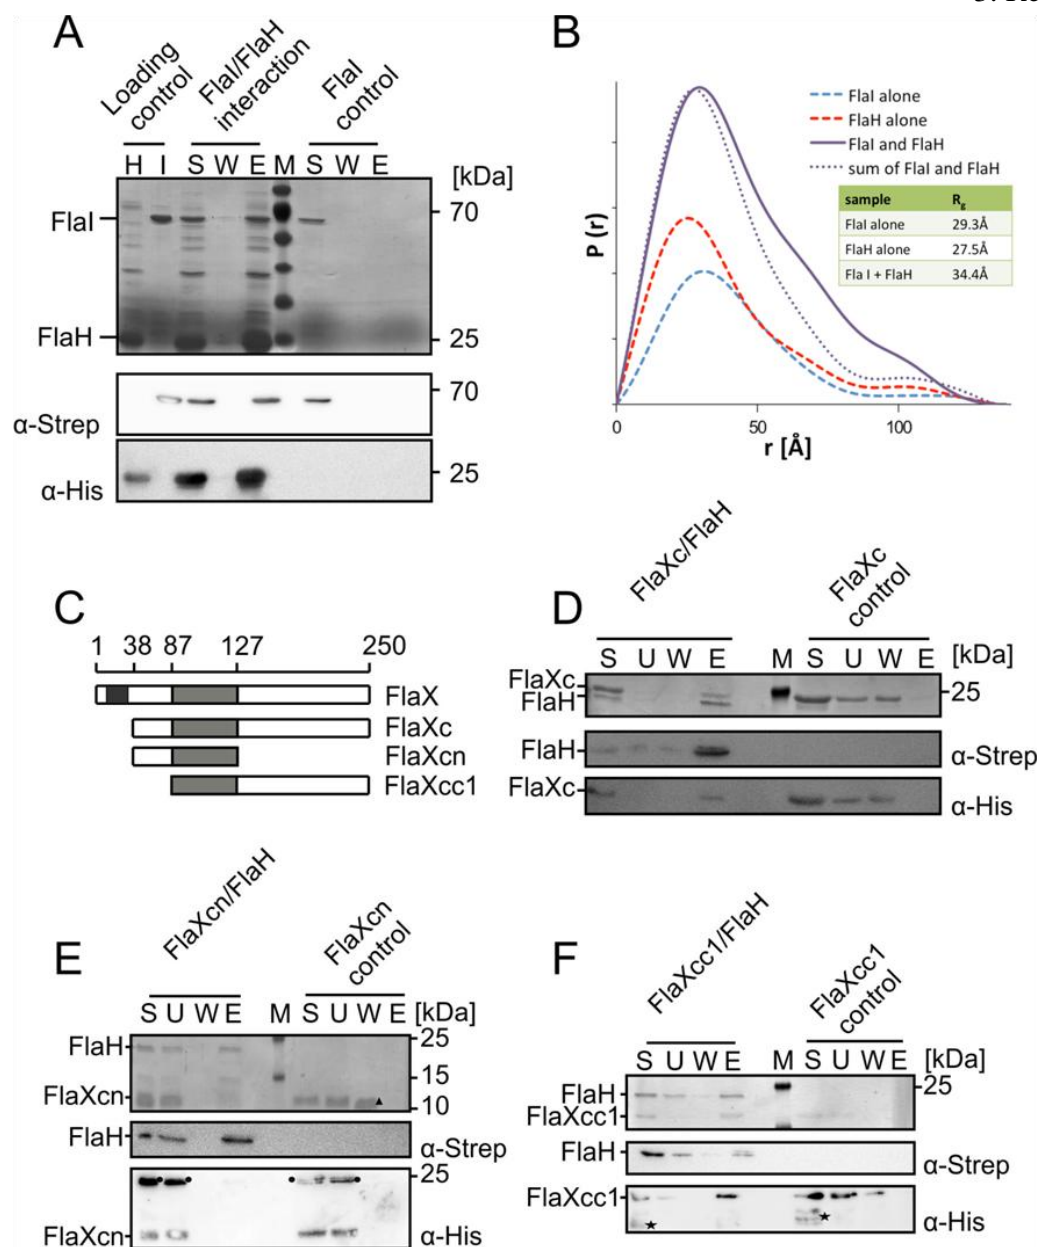 A
Loading control
FlaI/FlaH interaction
FlaI control
H I S W E M S W E [kDa]
FlaI
70
FlaH
25
α-Strep
70
α-His
25
B
P (r)
FlaI alone
FlaH alone
FlaI and FlaH
sum of FlaI and FlaH
sample Rg
FlaI alone 29.3Å
FlaH alone 27.5Å
Fla I + FlaH 34.4Å
0 50 100
r [Å]
C
1 38 87 127 250
FlaX
FlaXc
FlaXcn
FlaXcc1
D
FlaXc/FlaH
FlaXc control
S U W E M S U W E [kDa]
FlaXc
FlaH
25
FlaH α-Strep
FlaXc α-His
E
FlaXcn/FlaH
FlaXcn control
S U W E M S U W E [kDa]
FlaH
25
15
FlaXcn
10
FlaH α-Strep
25
FlaXcn α-His
F
FlaXcc1/FlaH
FlaXcc1 control
S U W E M S U W E [kDa]
25
FlaH
FlaXcc1
FlaH α-Strep
FlaXcc1
α-His